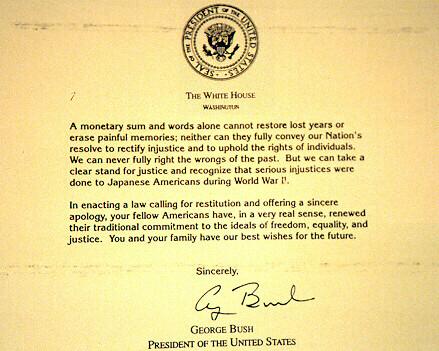 SEAL OF THE PRESIDENT OF THE UNITED STATES
THE WHITE HOUSE
WASHINGTON
A monetary sum and words alone cannot restore lost years or
erase painful memories; neither can they fully convey our Nation's
resolve to rectify injustice and to uphold the rights of individuals.
We can never fully right the wrongs of the past. But we can take a
clear stand for justice and recognize that serious injustices were
done to Japanese Americans during World War II.
In enacting a law calling for restitution and offering a sincere
apology, your fellow Americans have, in a very real sense, renewed
their traditional commitment to the ideals of freedom, equality, and
justice. You and your family have our best wishes for the future.
Sincerely,
G Bush
GEORGE BUSH
PRESIDENT OF THE UNITED STATES